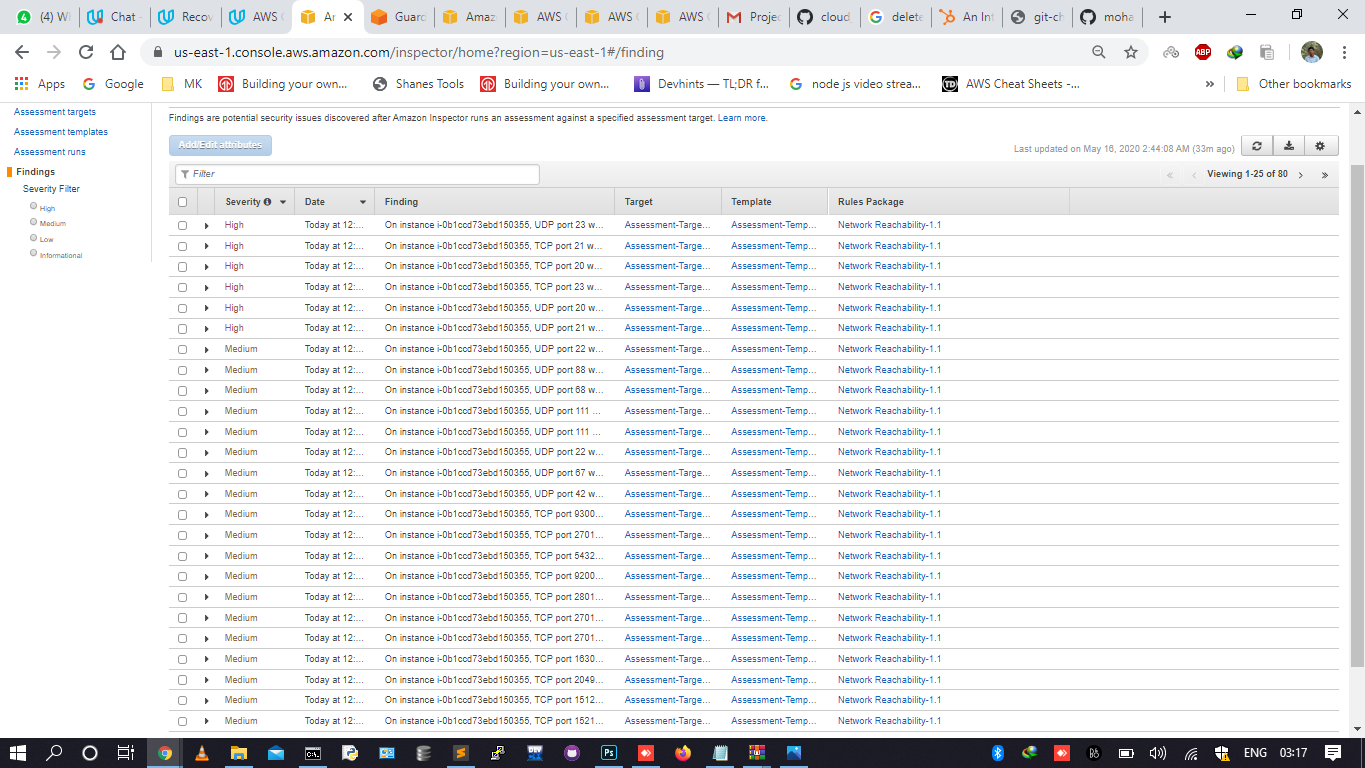 (4) W
Chat
Recov
AWS C
Ar
Guard
Amaz
AWS
AWS
AWS
Projec
cloud
delete
An Int
git-ch
moha
us-east-1.console.aws.amazon.com/inspector/home?region=us-east-1#/finding
Apps Google MK Building your own... Shanes Tools Building your own... Devhints — TL;DR f... node js video strea... AWS Cheat Sheets -... » Other bookmarks
Assessment targets
Assessment templates
Assessment runs
Findings
Severity Filter
High
Medium
Low
Informational
Findings are potential security issues discovered after Amazon Inspector runs an assessment against a specified assessment target. Learn more.
Add/Edit attributes
Last updated on May 16, 2020 2:44:08 AM (33m ago)
Filter
« ‹ Viewing 1-25 of 80 › »
Severity Date Finding Target Template Rules Package
High Today at 12:... On instance i-0b1ccd73ebd150355, UDP port 23 w... Assessment-Targe... Assessment-Temp... Network Reachability-1.1
High Today at 12:... On instance i-0b1ccd73ebd150355, TCP port 21 w... Assessment-Targe... Assessment-Temp... Network Reachability-1.1
High Today at 12:... On instance i-0b1ccd73ebd150355, TCP port 20 w... Assessment-Targe... Assessment-Temp... Network Reachability-1.1
High Today at 12:... On instance i-0b1ccd73ebd150355, TCP port 23 w... Assessment-Targe... Assessment-Temp... Network Reachability-1.1
High Today at 12:... On instance i-0b1ccd73ebd150355, UDP port 20 w... Assessment-Targe... Assessment-Temp... Network Reachability-1.1
High Today at 12:... On instance i-0b1ccd73ebd150355, UDP port 21 w... Assessment-Targe... Assessment-Temp... Network Reachability-1.1
Medium Today at 12:... On instance i-0b1ccd73ebd150355, UDP port 22 w... Assessment-Targe... Assessment-Temp... Network Reachability-1.1
Medium Today at 12:... On instance i-0b1ccd73ebd150355, UDP port 88 w... Assessment-Targe... Assessment-Temp... Network Reachability-1.1
Medium Today at 12:... On instance i-0b1ccd73ebd150355, UDP port 68 w... Assessment-Targe... Assessment-Temp... Network Reachability-1.1
Medium Today at 12:... On instance i-0b1ccd73ebd150355, UDP port 111 ... Assessment-Targe... Assessment-Temp... Network Reachability-1.1
Medium Today at 12:... On instance i-0b1ccd73ebd150355, UDP port 111 ... Assessment-Targe... Assessment-Temp... Network Reachability-1.1
Medium Today at 12:... On instance i-0b1ccd73ebd150355, UDP port 22 w... Assessment-Targe... Assessment-Temp... Network Reachability-1.1
Medium Today at 12:... On instance i-0b1ccd73ebd150355, UDP port 67 w... Assessment-Targe... Assessment-Temp... Network Reachability-1.1
Medium Today at 12:... On instance i-0b1ccd73ebd150355, UDP port 42 w... Assessment-Targe... Assessment-Temp... Network Reachability-1.1
Medium Today at 12:... On instance i-0b1ccd73ebd150355, TCP port 9300... Assessment-Targe... Assessment-Temp... Network Reachability-1.1
Medium Today at 12:... On instance i-0b1ccd73ebd150355, TCP port 2701... Assessment-Targe... Assessment-Temp... Network Reachability-1.1
Medium Today at 12:... On instance i-0b1ccd73ebd150355, TCP port 5432... Assessment-Targe... Assessment-Temp... Network Reachability-1.1
Medium Today at 12:... On instance i-0b1ccd73ebd150355, TCP port 9200... Assessment-Targe... Assessment-Temp... Network Reachability-1.1
Medium Today at 12:... On instance i-0b1ccd73ebd150355, TCP port 2801... Assessment-Targe... Assessment-Temp... Network Reachability-1.1
Medium Today at 12:... On instance i-0b1ccd73ebd150355, TCP port 2701... Assessment-Targe... Assessment-Temp... Network Reachability-1.1
Medium Today at 12:... On instance i-0b1ccd73ebd150355, TCP port 2701... Assessment-Targe... Assessment-Temp... Network Reachability-1.1
Medium Today at 12:... On instance i-0b1ccd73ebd150355, TCP port 1630... Assessment-Targe... Assessment-Temp... Network Reachability-1.1
Medium Today at 12:... On instance i-0b1ccd73ebd150355, TCP port 2049... Assessment-Targe... Assessment-Temp... Network Reachability-1.1
Medium Today at 12:... On instance i-0b1ccd73ebd150355, TCP port 1512... Assessment-Targe... Assessment-Temp... Network Reachability-1.1
Medium Today at 12:... On instance i-0b1ccd73ebd150355, TCP port 1521... Assessment-Targe... Assessment-Temp... Network Reachability-1.1
ENG 03:17